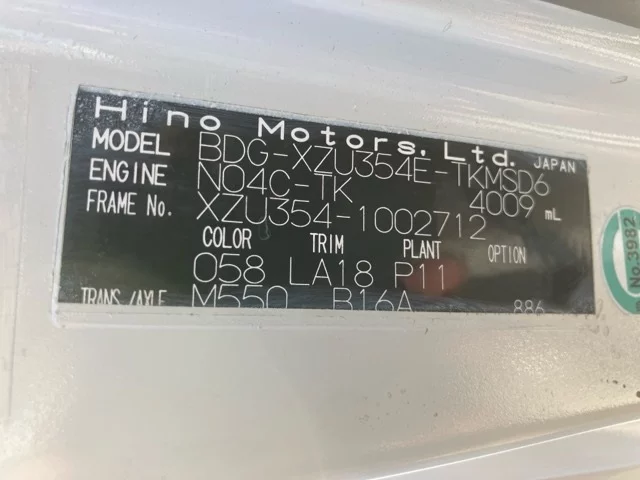 Hino Motors, Ltd. JAPAN
MODEL BDG-XZU354E-TKMSD6
ENGINE N04C-TK 4009 mL
FRAME No. XZU354-1002712
COLOR TRIM PLANT OPTION
058 LA18 P11
TRANS/AXLE M550 B16A 886
No.3982